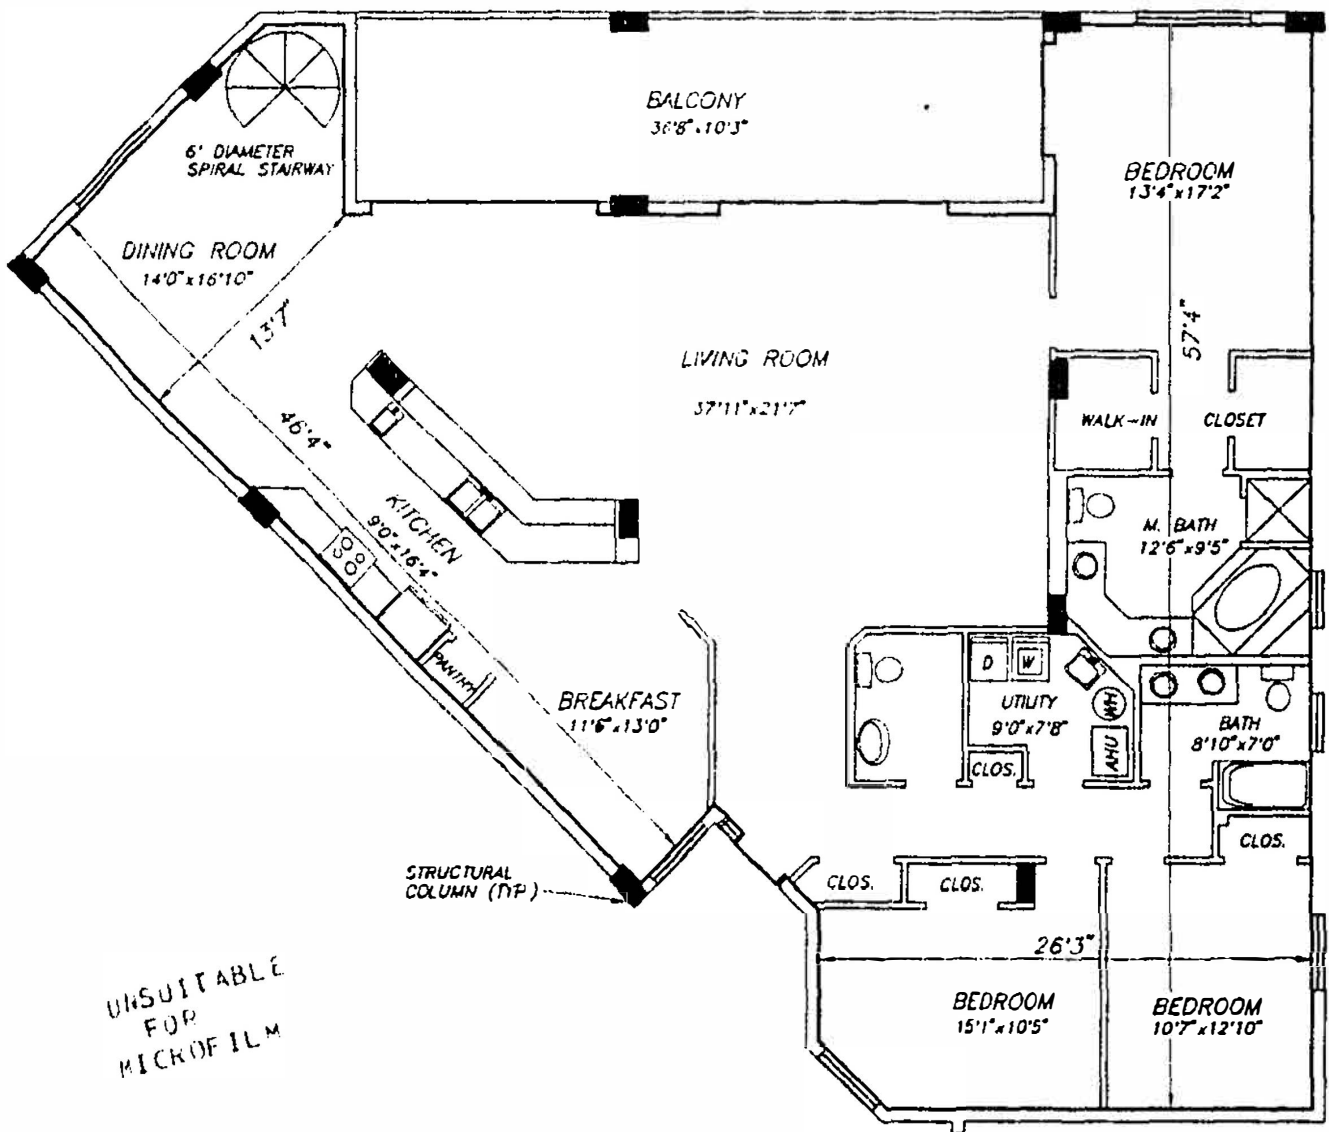 BALCONY
36'8"x10'3"
6' DIAMETER
SPIRAL STAIRWAY
BEDROOM
13'4"x17'2"
DINING ROOM
14'0"x16'10"
13'7"
57'4"
LIVING ROOM
37'11"x21'7"
46'4"
WALK-IN
CLOSET
KITCHEN
9'0"x16'4"
M. BATH
12'6"x9'5"
D
W
PANTRY
UTILITY
9'0"x7'8"
WH
AHU
BREAKFAST
11'6"x13'0"
BATH
8'10"x7'0"
CLOS.
CLOS.
STRUCTURAL
COLUMN (TYP.)
CLOS.
CLOS.
26'3"
BEDROOM
15'1"x10'5"
BEDROOM
10'7"x12'10"
UNSUITABLE
FOR
MICROFILM